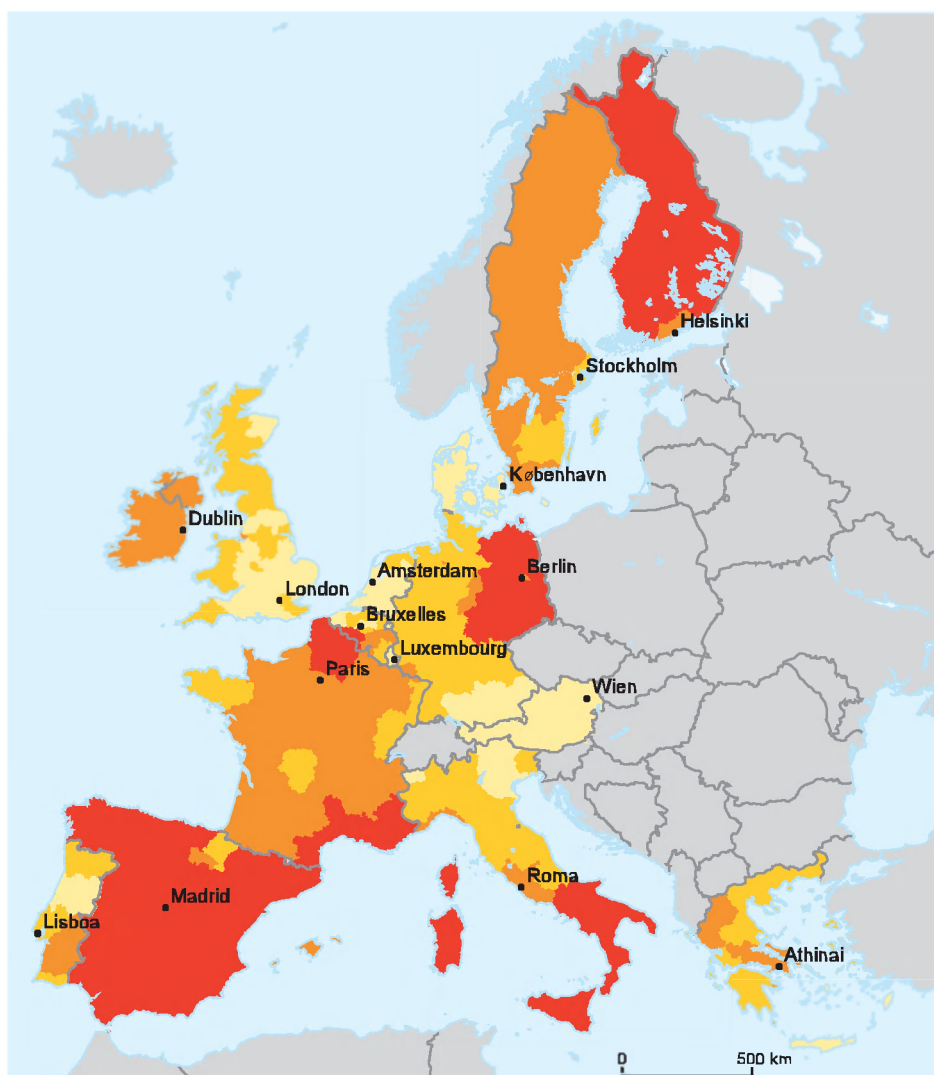 Helsinki
Stockholm
København
Dublin
Berlin
Amsterdam
London
Bruxelles
Luxembourg
Paris
Wien
Roma
Madrid
Lisboa
Athinai
0 500 km